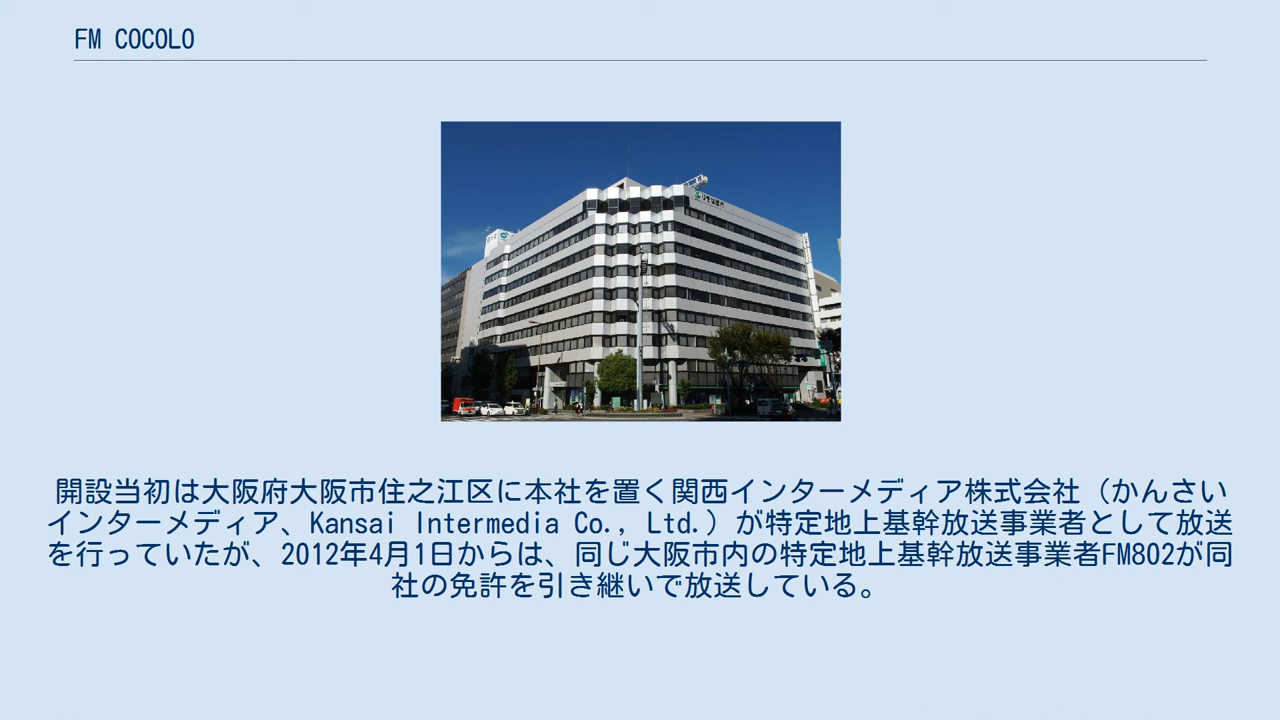 FM COCOLO
開設当初は大阪府大阪市住之江区に本社を置く関西インターメディア株式会社（かんさい
インターメディア、Kansai Intermedia Co., Ltd.）が特定地上基幹放送事業者として放送
を行っていたが、2012年4月1日からは、同じ大阪市内の特定地上基幹放送事業者FM802が同
社の免許を引き継いで放送している。